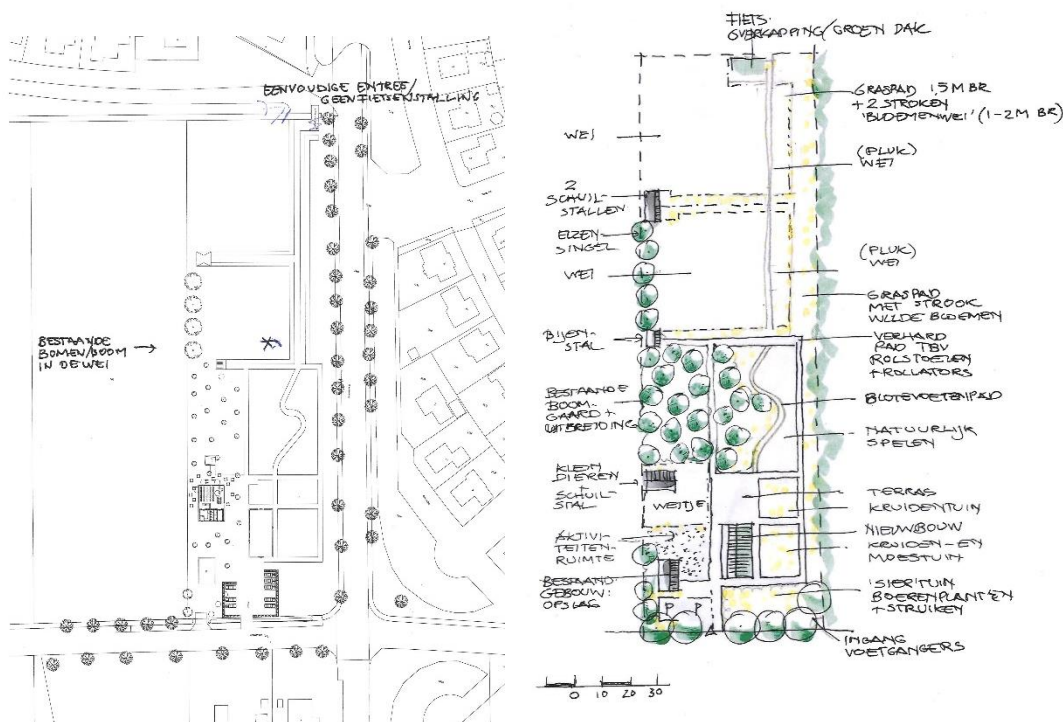 EENVOUDIGE ENTREE/
GEEN FIETSENSTALLING
BESTAANDE
BOMEN/BOOM
IN DE WEI
FIETS-
OVERKAPPING/GROEN DAK
GRASPAD 1,5 M BR
+ 2 STROKEN
'BLOEMENWEI' (1-2M BR)
WEI
(PLUK)
WEI
2
SCHUIL-
STALLEN
ELZEN
SINGEL
WEI
(PLUK)
WEI
GRASPAD
MET STROOK
WILDE BLOEMEN
BIJEN-
STAL
VERHARD
PAD TBV
ROLSTOELEN
+ ROLLATORS
BESTAANDE
BOOM-
GAARD +
UITBREIDING
BLOTEVOETENPAD
NATUURLIJK
SPELEN
KLEIN
DIEREN
+
SCHUIL-
STAL
WEITJE
TERRAS
KRUIDENTUIN
NIEUWBOUW
KRUIDEN- EN
MOESTUIN
AKTIVI-
TEITEN-
RUIMTE
BESTAAND
GEBOUW:
OPSLAG
P P
SIERTUIN
BOERENPLANTEN
+ STRUIKEN
INGANG
VOETGANGERS
0 10 20 30